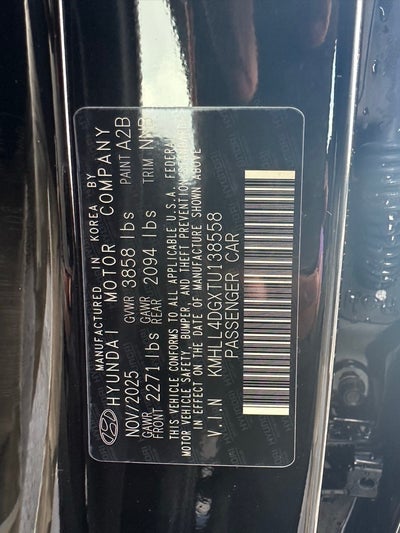 MANUFACTURED IN KOREA BY
HYUNDAI MOTOR COMPANY
NOV/2025 GVWR 3858 lbs PAINT A2B
GAWR FRONT 2271 lbs GAWR REAR 2094 lbs TRIM NNB
THIS VEHICLE CONFORMS TO ALL APPLICABLE U.S.A. FEDERAL
MOTOR VEHICLE SAFETY, BUMPER, AND THEFT PREVENTION STANDARDS
IN EFFECT ON THE DATE OF MANUFACTURE SHOWN ABOVE
V.I.N KMHLL4DGXTU138558
PASSENGER CAR